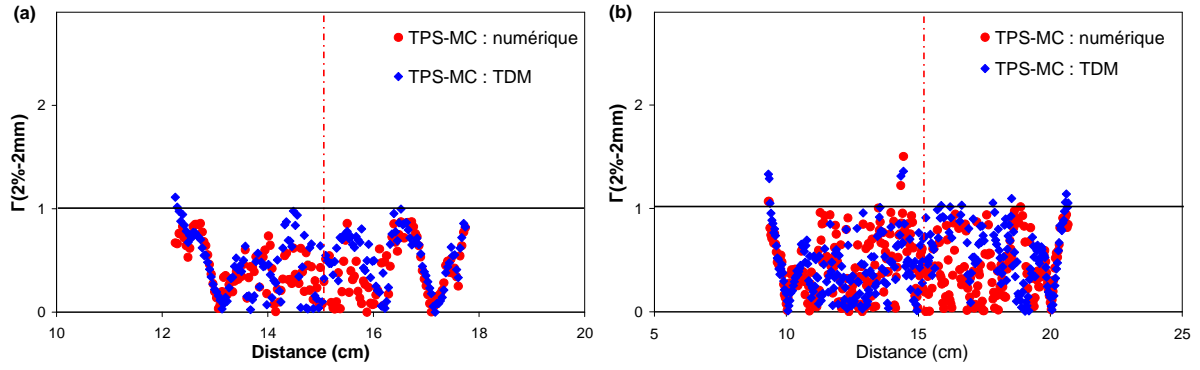 (a)
TPS-MC : numérique
TPS-MC : TDM
Γ(2%-2mm)
2
1
0
10 12 14 16 18 20
Distance (cm)
(b)
TPS-MC : numérique
TPS-MC : TDM
Γ(2%-2mm)
2
1
0
5 10 15 20 25
Distance (cm)